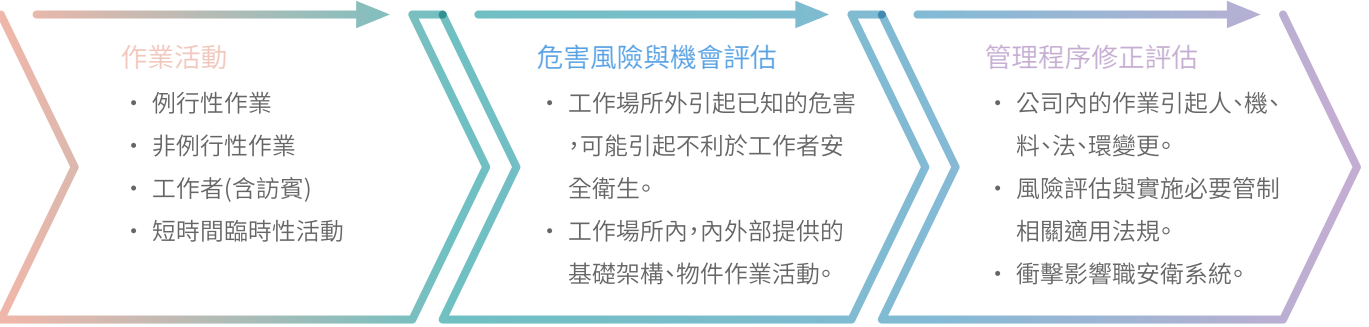 作業活動
• 例行性作業
• 非例行性作業
• 工作者(含訪賓)
• 短時間臨時性活動
危害風險與機會評估
• 工作場所外引起已知的危害
，可能引起不利於工作者安
全衛生。
• 工作場所內，內外部提供的
基礎架構、物件作業活動。
管理程序修正評估
• 公司內的作業引起人、機、
料、法、環變更。
• 風險評估與實施必要管制
相關適用法規。
• 衝擊影響職安衛系統。